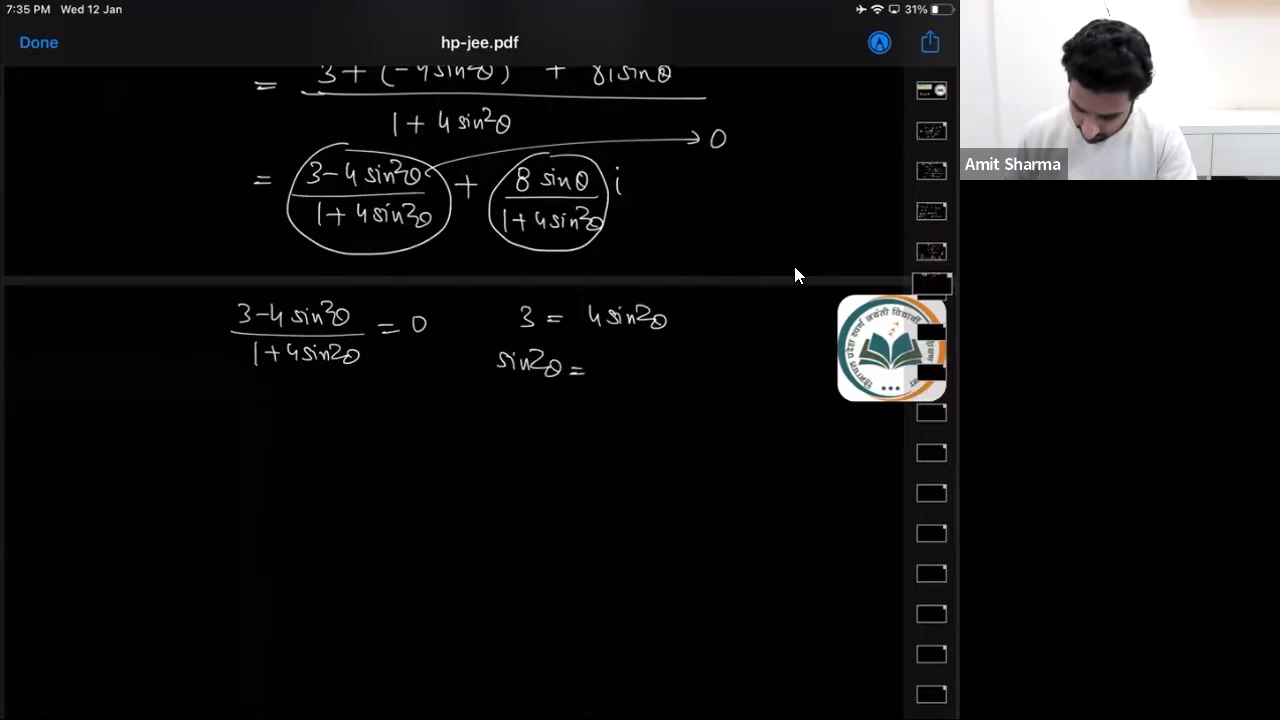 7:35 PM Wed 12 Jan
31%
Done
hp-jee.pdf
= 3 + (-4 sin²θ) + 8i sinθ
1 + 4 sin²θ
→ 0
= 3-4 sin²θ / 1+4 sin²θ + 8 sinθ / 1+4 sin²θ i
Amit Sharma
3-4 sin²θ / 1+4 sin²θ = 0
3 = 4 sin²θ
sin²θ =